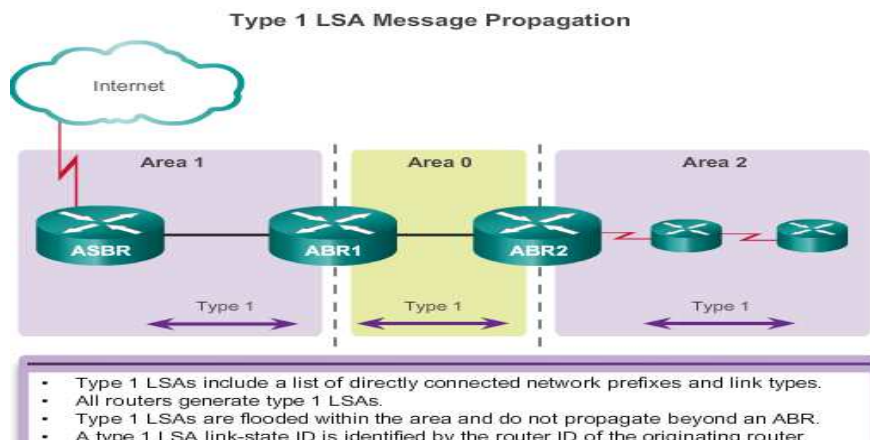 Type 1 LSA Message Propagation
Internet
Area 1
Area 0
Area 2
ASBR
ABR1
ABR2
Type 1
Type 1
Type 1
• Type 1 LSAs include a list of directly connected network prefixes and link types.
• All routers generate type 1 LSAs.
• Type 1 LSAs are flooded within the area and do not propagate beyond an ABR.
• A type 1 LSA link-state ID is identified by the router ID of the originating router.